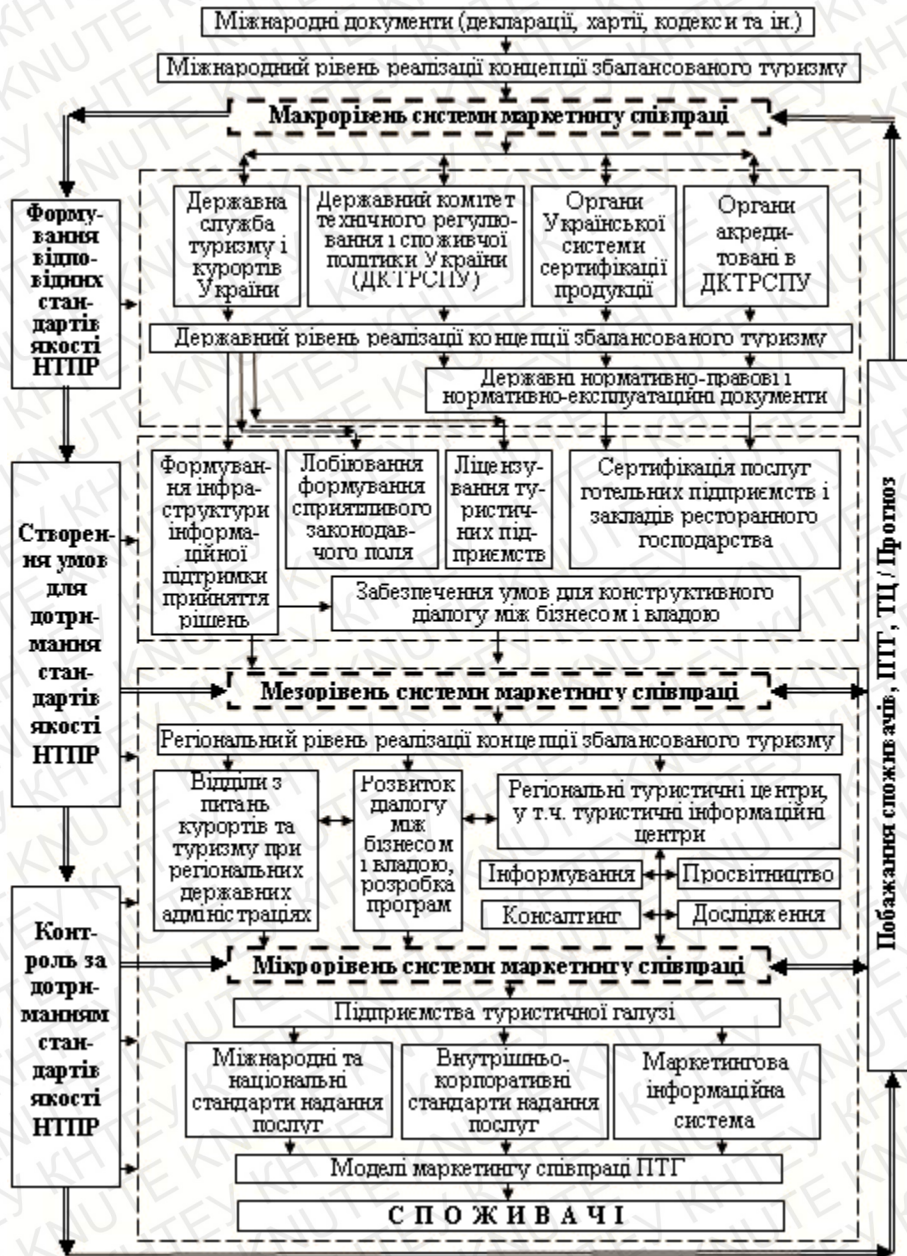 Міжнародні документи (декларації, хартії, кодекси та ін.)
Міжнародний рівень реалізації концепції збалансованого туризму
Макрорівень системи маркетингу співпраці
Форму-
вання
відпо-
відних
стан-
дартів
якості
НТПР
Державна
служба
туризму і
курортів
України
Державний комітет
технічного регулю-
вання і споживчої
політики України
(ДКТРСПУ)
Органи
Української
системи
сертифікації
продукції
Органи
акреди-
товані в
ДКТРСПУ
Державний рівень реалізації концепції збалансованого туризму
Державні нормативно-правові і
нормативно-експлуатаційні документи
Створен-
ня умов
для
дотри-
мання
стан-
дартів
якості
НТПР
Формуван-
ня інфра-
структури
інформа-
ційної
підтримки
прийняття
рішень
Лобіювання
формування
сприятливого
законодав-
чого поля
Ліцензу-
вання ту-
ристич-
них під-
приємств
Сертифікація послуг
готельних підприємств і
закладів ресторанного
господарства
Забезпечення умов для конструктивного
діалогу між бізнесом і владою
Побажання споживачів, ПТГ, ТЦ / Прогноз
Мезорівень системи маркетингу співпраці
Регіональний рівень реалізації концепції збалансованого туризму
Відділи з
питань
курортів та
туризму при
регіональних
державних
адміністраціях
Розвиток
діалогу
між
бізнесом
і владою,
розробка
програм
Регіональні туристичні центри,
у т.ч. туристичні інформаційні
центри
Інформування
Просвітництво
Консалтинг
Дослідження
Конт-
роль за
дотри-
манням
стан-
дартів
якості
НТПР
Мікрорівень системи маркетингу співпраці
Підприємства туристичної галузі
Міжнародні та
національні
стандарти надання
послуг
Внутрішньо-
корпоративні
стандарти надання
послуг
Маркетингова
інформаційна
система
Моделі маркетингу співпраці ПТГ
СПОЖИВАЧІ